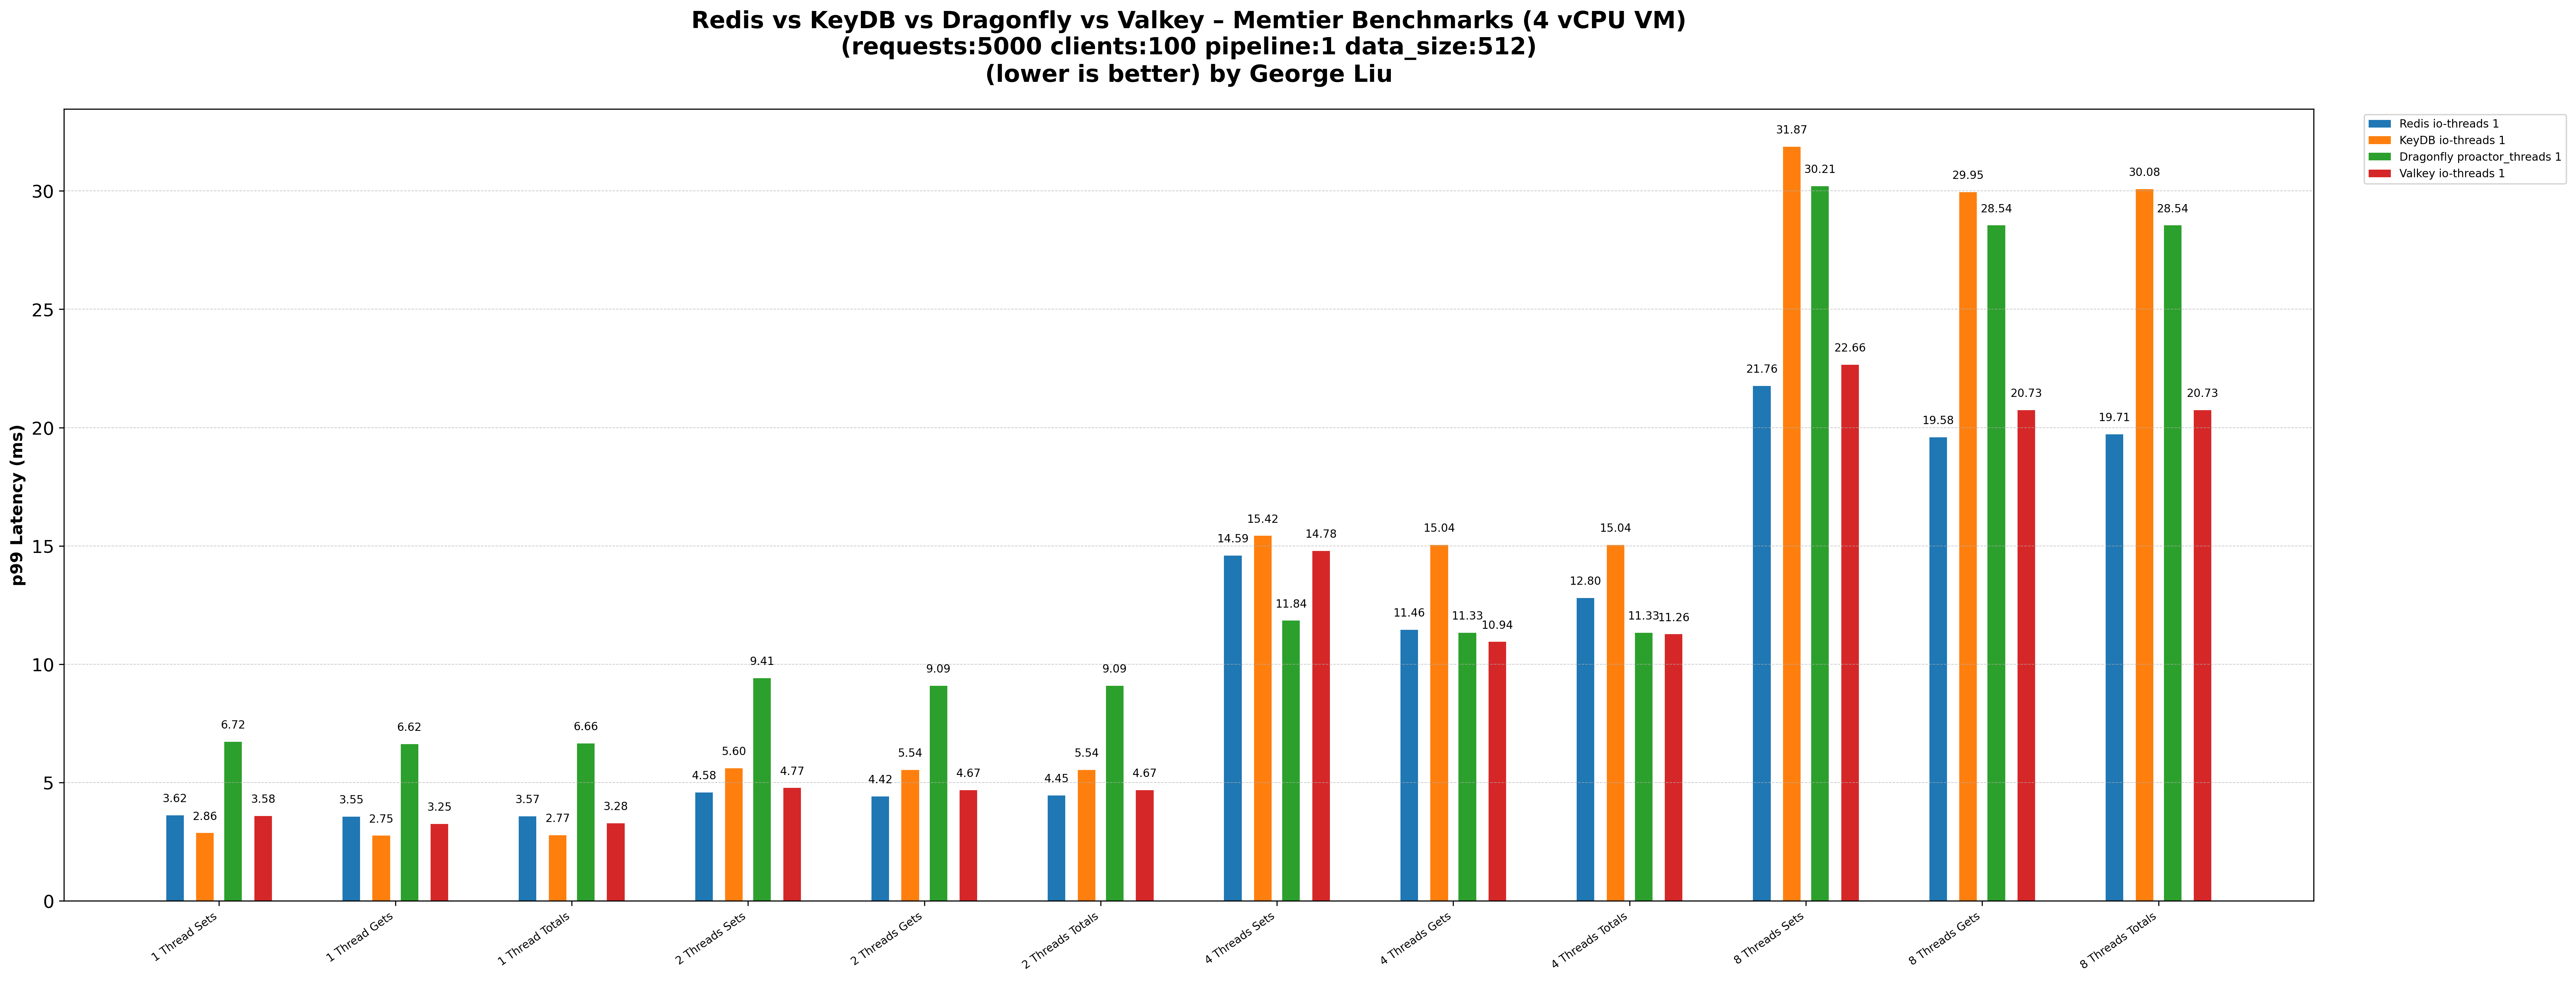 Redis vs KeyDB vs Dragonfly vs Valkey – Memtier Benchmarks (4 vCPU VM)
(requests:5000 clients:100 pipeline:1 data_size:512)
(lower is better) by George Liu
Redis io-threads 1
KeyDB io-threads 1
Dragonfly proactor_threads 1
Valkey io-threads 1
p99 Latency (ms)
30
25
20
15
10
5
0
3.62
2.86
6.72
3.58
3.55
2.75
6.62
3.25
3.57
2.77
6.66
3.28
4.58
5.60
9.41
4.77
4.42
5.54
9.09
4.67
4.45
5.54
9.09
4.67
14.59
15.42
11.84
14.78
11.46
15.04
11.33
10.94
12.80
15.04
11.33
11.26
21.76
31.87
30.21
22.66
19.58
29.95
28.54
20.73
19.71
30.08
28.54
20.73
1 Thread Sets
1 Thread Gets
1 Thread Totals
2 Threads Sets
2 Threads Gets
2 Threads Totals
4 Threads Sets
4 Threads Gets
4 Threads Totals
8 Threads Sets
8 Threads Gets
8 Threads Totals